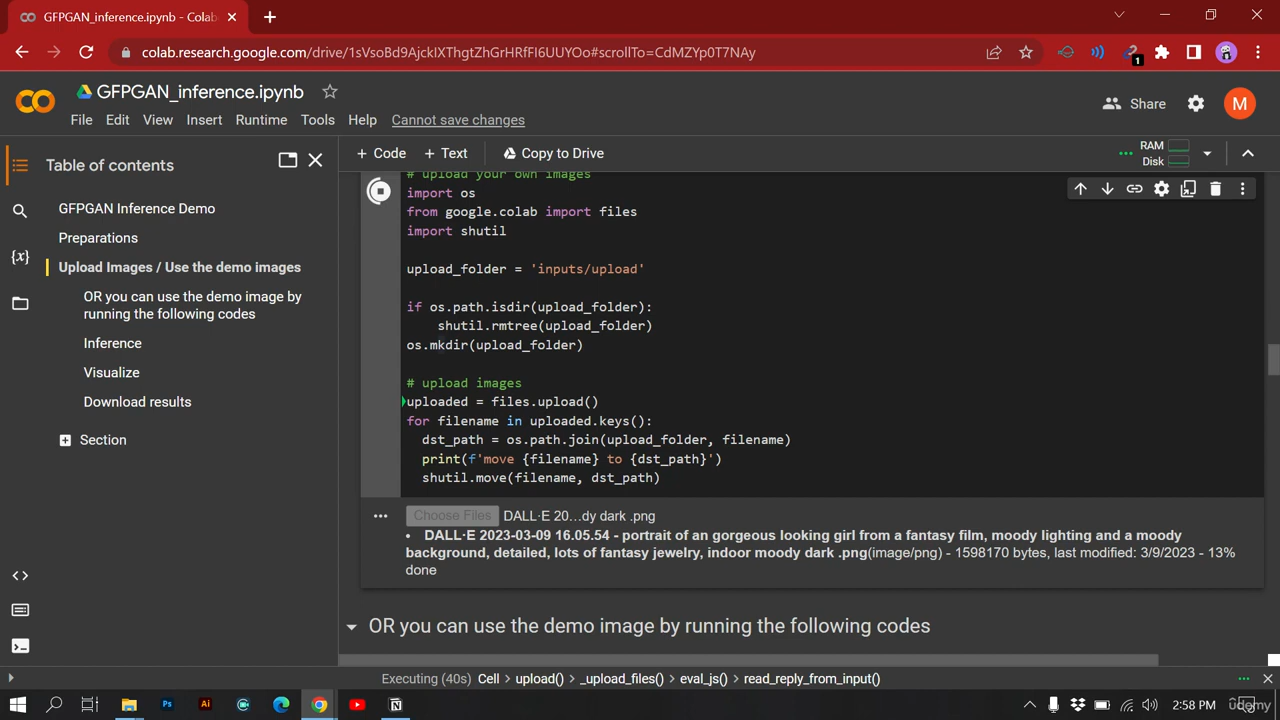 GFPGAN_inference.ipynb - Colab
colab.research.google.com/drive/1sVsoBd9AjckIXThgtZhGrHRfFI6UUYOo#scrollTo=CdMZYp0T7NAy
1
GFPGAN_inference.ipynb
File Edit View Insert Runtime Tools Help Cannot save changes
Share
M
Table of contents
+ Code + Text Copy to Drive
RAM
Disk
GFPGAN Inference Demo
Preparations
Upload Images / Use the demo images
OR you can use the demo image by
running the following codes
Inference
Visualize
Download results
Section
{x}
# upload your own images
import os
from google.colab import files
import shutil
upload_folder = 'inputs/upload'
if os.path.isdir(upload_folder):
shutil.rmtree(upload_folder)
os.mkdir(upload_folder)
# upload images
uploaded = files.upload()
for filename in uploaded.keys():
dst_path = os.path.join(upload_folder, filename)
print(f'move {filename} to {dst_path}')
shutil.move(filename, dst_path)
Choose Files DALL·E 20...dy dark .png
• DALL·E 2023-03-09 16.05.54 - portrait of an gorgeous looking girl from a fantasy film, moody lighting and a moody
background, detailed, lots of fantasy jewelry, indoor moody dark .png(image/png) - 1598170 bytes, last modified: 3/9/2023 - 13%
done
OR you can use the demo image by running the following codes
Executing (40s) Cell > upload() > _upload_files() > eval_js() > read_reply_from_input()
Ps
Ai
N
2:58 PM
Udemy